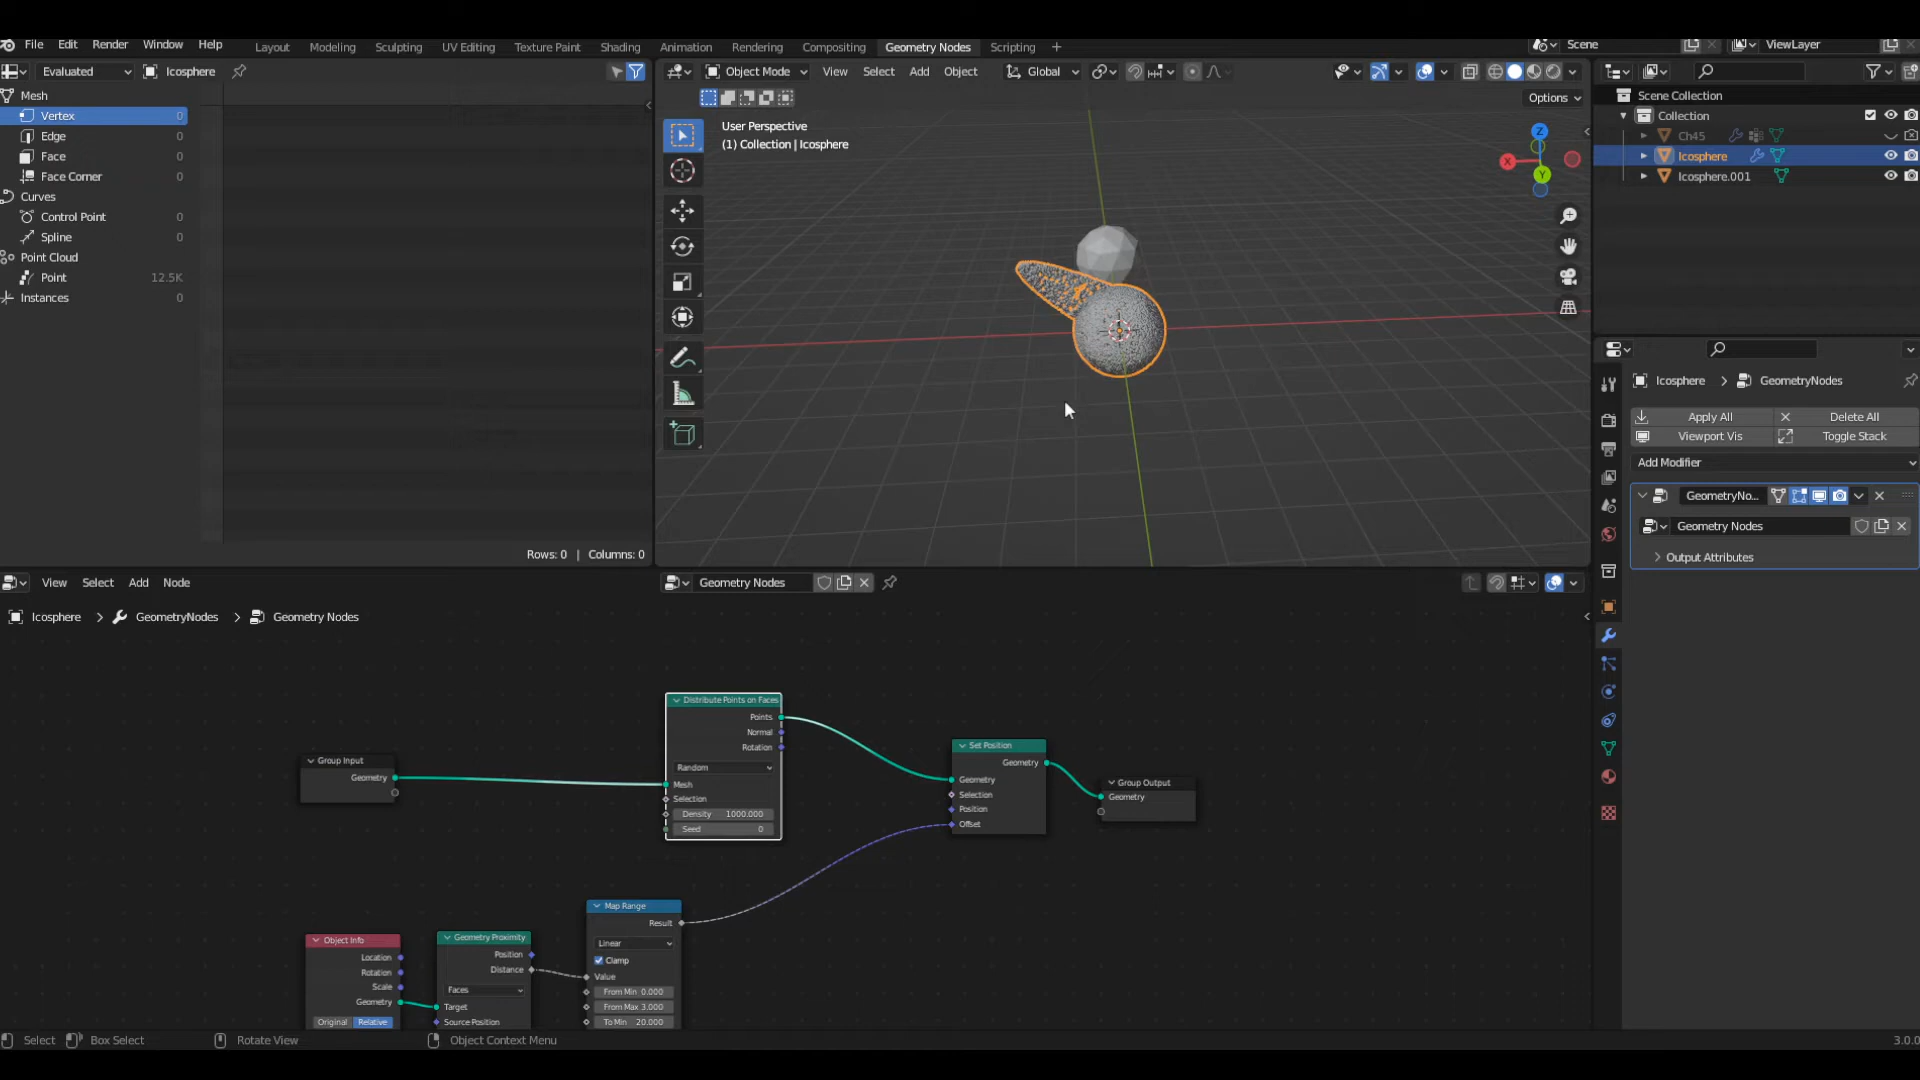 File Edit Render Window Help Layout Modeling Sculpting UV Editing Texture Paint Shading Animation Rendering Compositing Geometry Nodes Scripting + Scene ViewLayer
Evaluated Icosphere Object Mode View Select Add Object Global
Options
Mesh
Vertex 0
Edge 0
Face 0
Face Corner 0
Curves
Control Point 0
Spline 0
Point Cloud
Point 12.5K
Instances 0
Rows: 0 | Columns: 0
User Perspective
(1) Collection | Icosphere
Z
X
Y
Scene Collection
Collection
Ch45
Icosphere
Icosphere.001
Icosphere > GeometryNodes
Apply All Delete All
Viewport Vis Toggle Stack
Add Modifier
GeometryNo...
Geometry Nodes
Output Attributes
View Select Add Node Geometry Nodes
Icosphere > GeometryNodes > Geometry Nodes
Group Input
Geometry
Distribute Points on Faces
Points
Normal
Rotation
Random
Mesh
Selection
Density 1000.000
Seed 0
Set Position
Geometry
Geometry
Selection
Position
Offset
Group Output
Geometry
Object Info
Location
Rotation
Scale
Geometry
Original Relative
Geometry Proximity
Position
Distance
Faces
Target
Source Position
Map Range
Result
Linear
Clamp
Value
From Min 0.000
From Max 3.000
To Min 20.000
Select Box Select Rotate View Object Context Menu 3.0.0